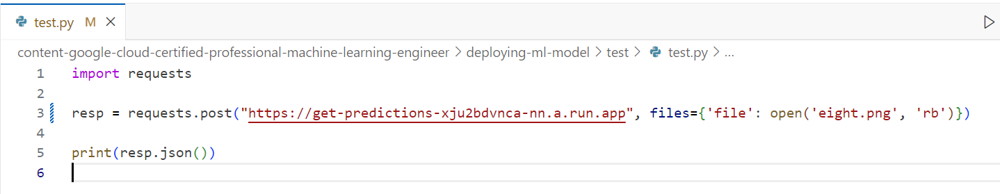 test.py M
content-google-cloud-certified-professional-machine-learning-engineer > deploying-ml-model > test > test.py > ...
1 import requests
2
3 resp = requests.post("https://get-predictions-xju2bdvnca-nn.a.run.app", files={'file': open('eight.png', 'rb')})
4
5 print(resp.json())
6